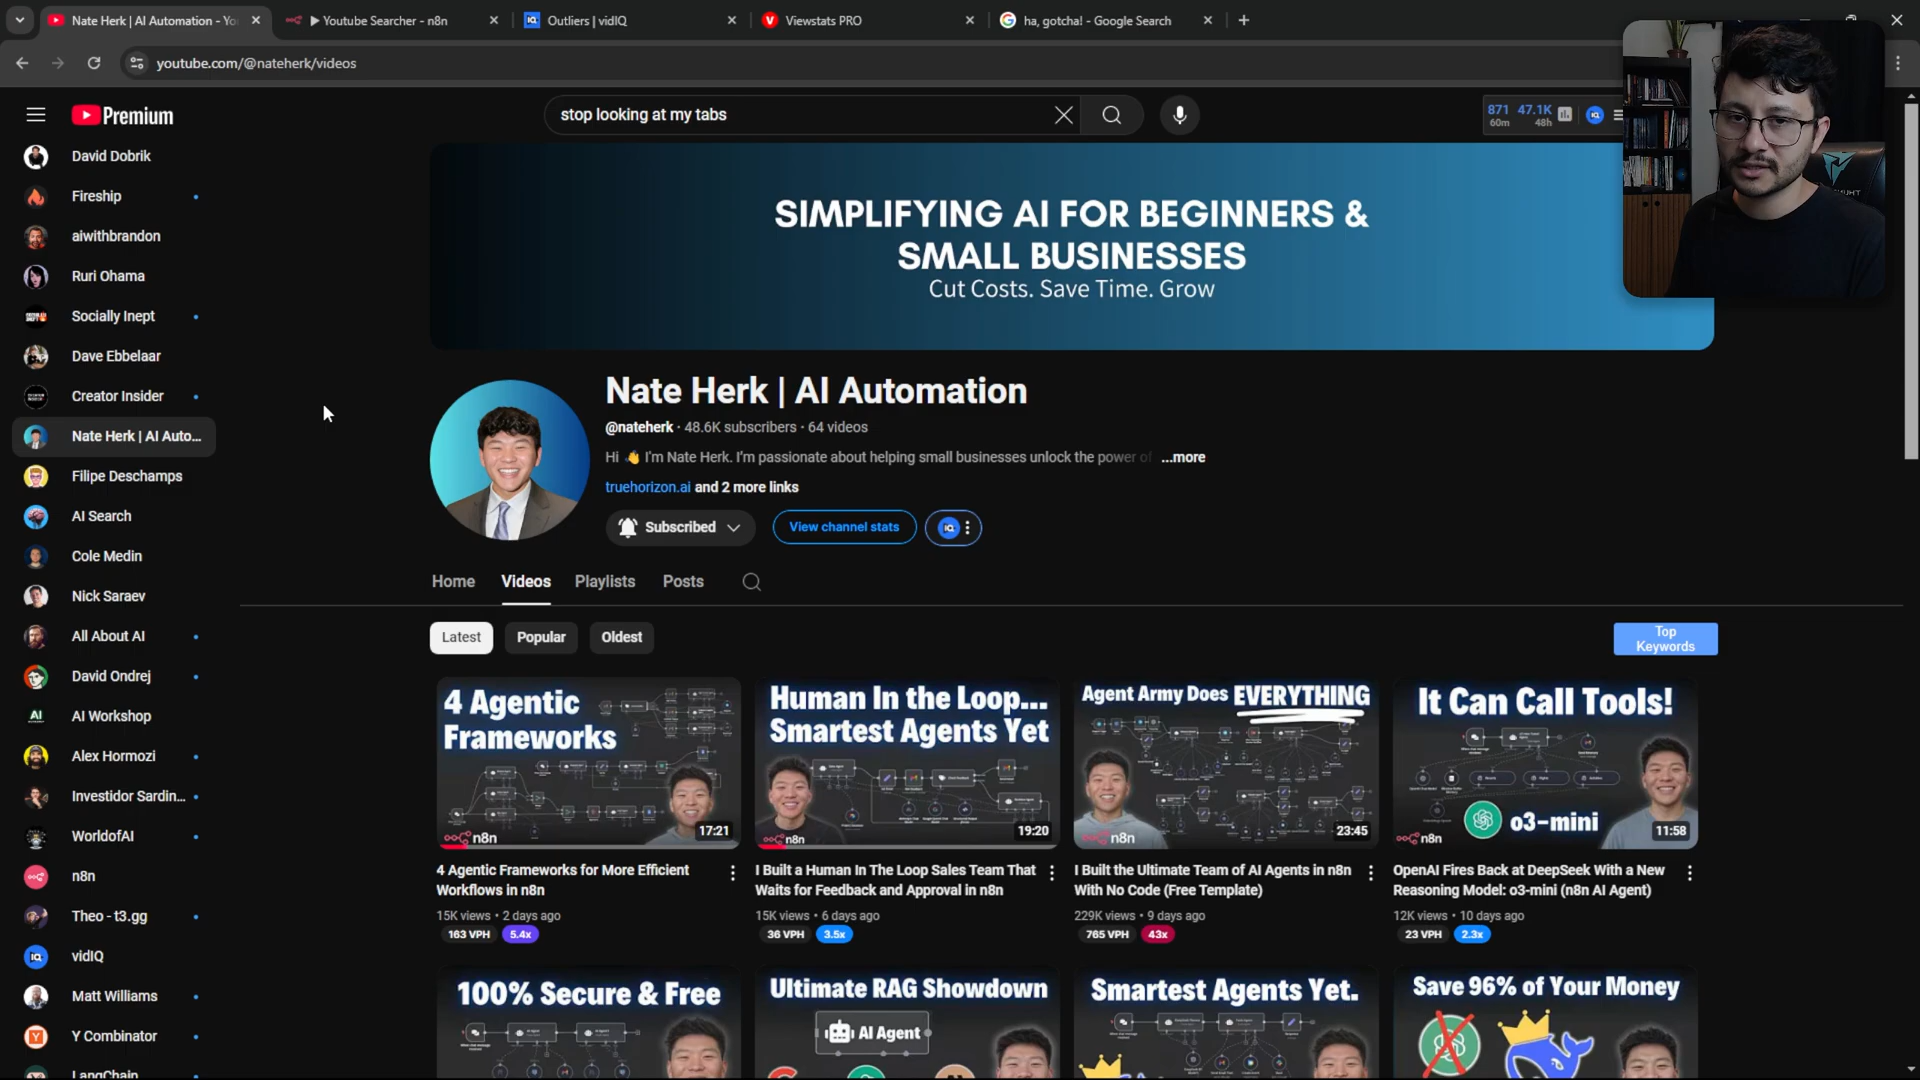 Nate Herk | AI Automation - Yo
Youtube Searcher - n8n
Outliers | vidIQ
Viewstats PRO
ha, gotcha! - Google Search
youtube.com/@nateherk/videos
Premium
stop looking at my tabs
871 47.1K
60m 48h
David Dobrik
Fireship
aiwithbrandon
Ruri Ohama
Socially Inept
Dave Ebbelaar
Creator Insider
Nate Herk | AI Auto...
Filipe Deschamps
AI Search
Cole Medin
Nick Saraev
All About AI
David Ondrej
AI Workshop
Alex Hormozi
Investidor Sardin...
WorldofAI
n8n
Theo - t3.gg
vidIQ
Matt Williams
Y Combinator
LangChain
SIMPLIFYING AI FOR BEGINNERS &
SMALL BUSINESSES
Cut Costs. Save Time. Grow
Nate Herk | AI Automation
@nateherk · 48.6K subscribers · 64 videos
Hi 👋 I'm Nate Herk. I'm passionate about helping small businesses unlock the power of ...more
truehorizon.ai and 2 more links
Subscribed
View channel stats
Home Videos Playlists Posts
Latest Popular Oldest
Top
Keywords
4 Agentic
Frameworks
n8n
17:21
4 Agentic Frameworks for More Efficient
Workflows in n8n
15K views • 2 days ago
163 VPH 5.4x
Human In the Loop...
Smartest Agents Yet
n8n
19:20
I Built a Human In The Loop Sales Team That
Waits for Feedback and Approval in n8n
15K views • 6 days ago
36 VPH 3.5x
Agent Army Does EVERYTHING
n8n
23:45
I Built the Ultimate Team of AI Agents in n8n
With No Code (Free Template)
229K views • 9 days ago
765 VPH 43x
It Can Call Tools!
o3-mini
n8n
11:58
OpenAI Fires Back at DeepSeek With a New
Reasoning Model: o3-mini (n8n AI Agent)
12K views • 10 days ago
23 VPH 2.3x
100% Secure & Free
Ultimate RAG Showdown
AI Agent
Smartest Agents Yet.
Save 96% of Your Money